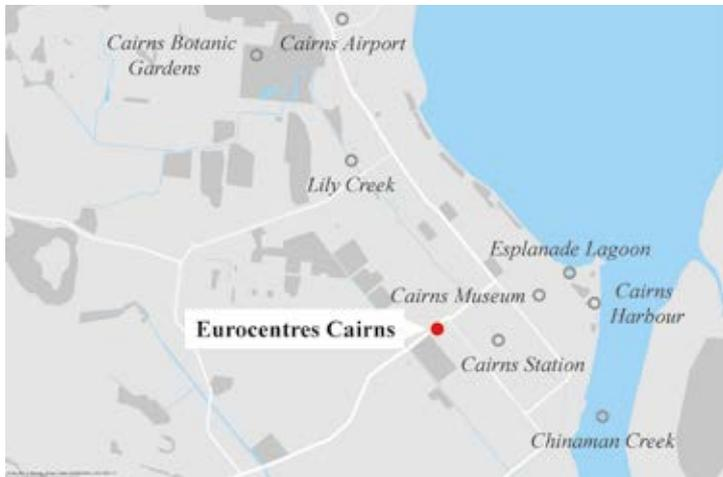 Cairns Botanic
Gardens
Cairns Airport
Lily Creek
Esplanade Lagoon
Cairns Museum
Cairns
Harbour
Eurocentres Cairns
Cairns Station
Chinaman Creek